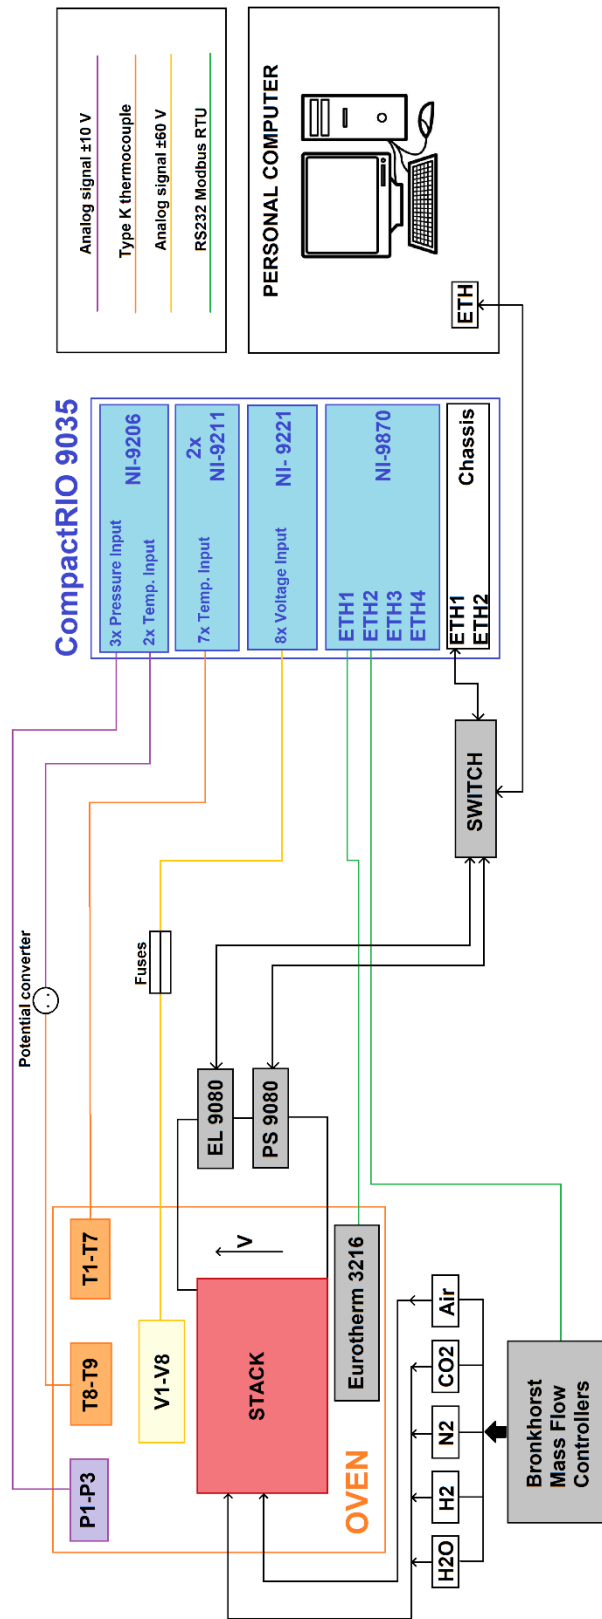 Analog signal ±10 V
Type K thermocouple
Analog signal ±60 V
RS232 Modbus RTU
PERSONAL COMPUTER
ETH
CompactRIO 9035
3x Pressure Input
2x Temp. Input
NI-9206
7x Temp. Input
2x
NI-9211
8x Voltage Input
NI- 9221
ETH1
ETH2
ETH3
ETH4
NI-9870
ETH1
ETH2
Chassis
SWITCH
Potential converter
Fuses
EL 9080
PS 9080
P1-P3
T8-T9
T1-T7
V1-V8
STACK
V
Eurotherm 3216
OVEN
H2O
H2
N2
CO2
Air
Bronkhorst
Mass Flow
Controllers